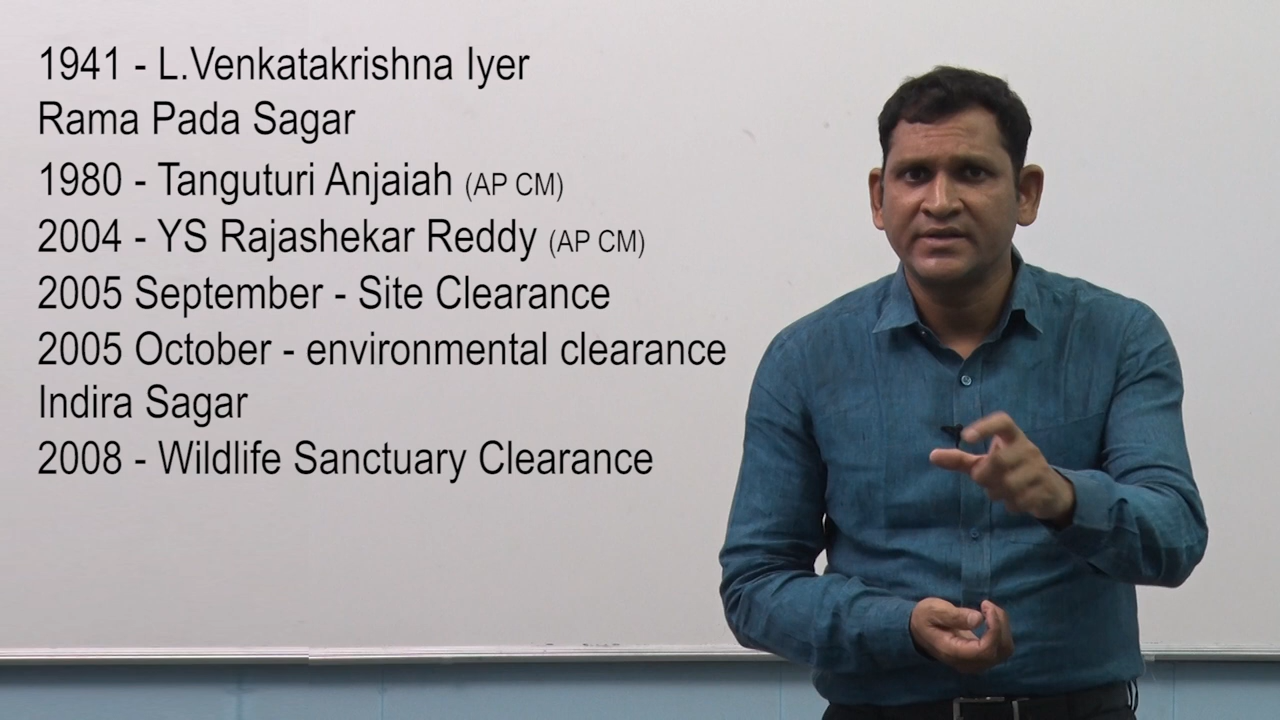 1941 - L.Venkatakrishna Iyer
Rama Pada Sagar
1980 - Tanguturi Anjaiah (AP CM)
2004 - YS Rajashekar Reddy (AP CM)
2005 September - Site Clearance
2005 October - environmental clearance
Indira Sagar
2008 - Wildlife Sanctuary Clearance